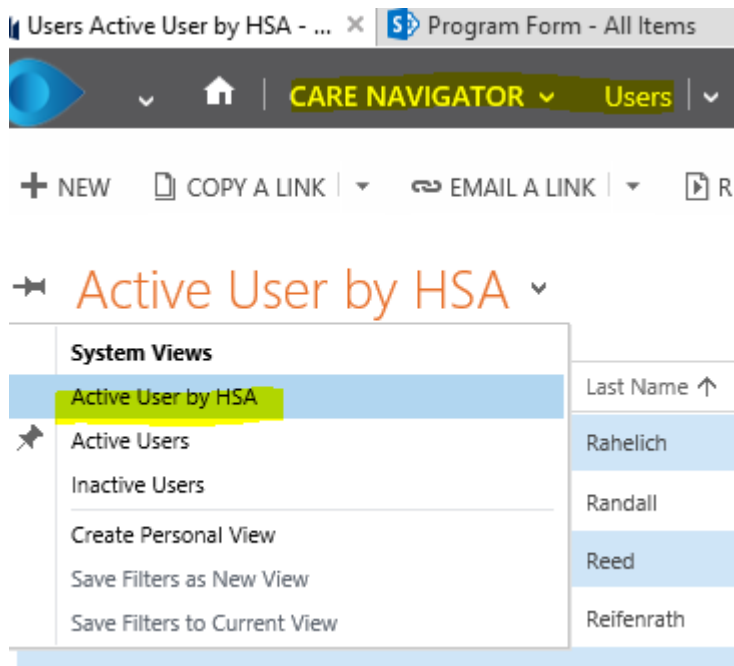 Users Active User by HSA - ...
Program Form - All Items
CARE NAVIGATOR Users
NEW COPY A LINK EMAIL A LINK R
Active User by HSA
System Views
Active User by HSA
Active Users
Inactive Users
Create Personal View
Save Filters as New View
Save Filters to Current View
Last Name
Rahelich
Randall
Reed
Reifenrath